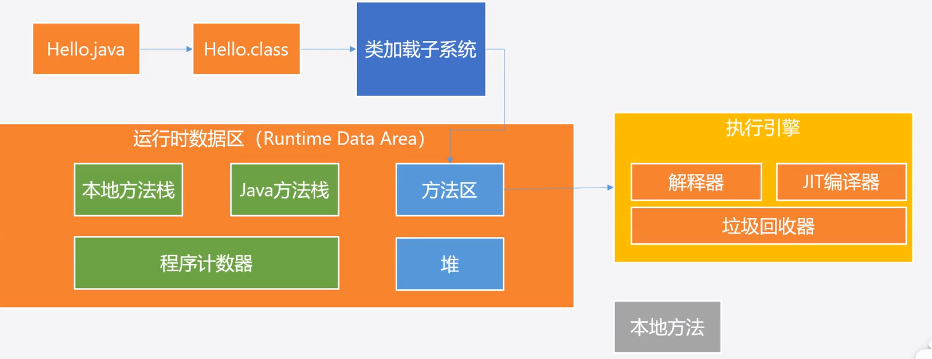 Hello.java
Hello.class
类加载子系统
运行时数据区（Runtime Data Area）
本地方法栈
Java方法栈
方法区
程序计数器
堆
执行引擎
解释器
JIT编译器
垃圾回收器
本地方法